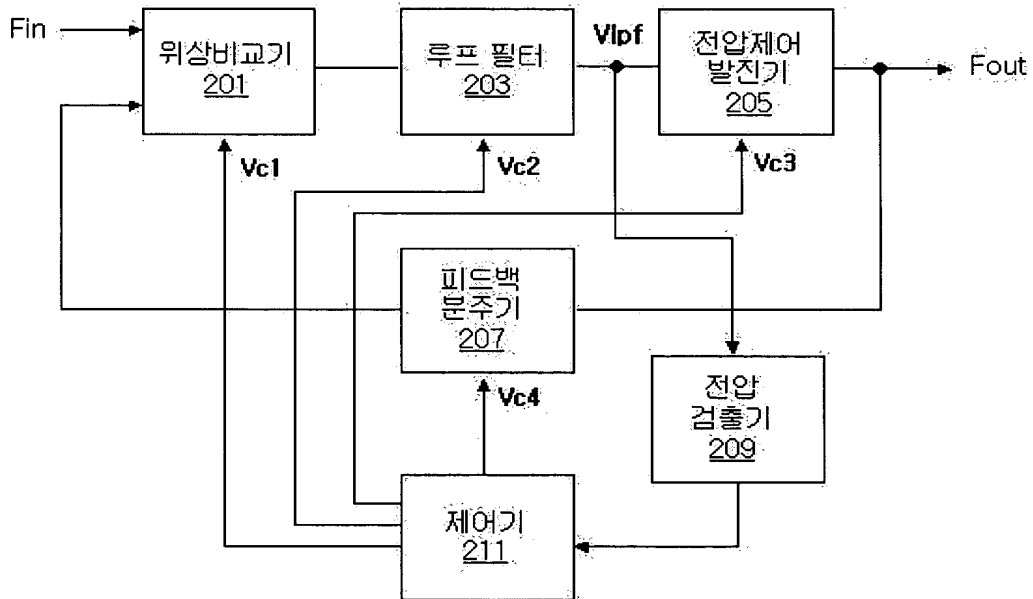 Fin
위상비교기
201
루프 필터
203
Vlpf
전압제어
발진기
205
Fout
Vc1
Vc2
Vc3
피드백
분주기
207
Vc4
전압
검출기
209
제어기
211